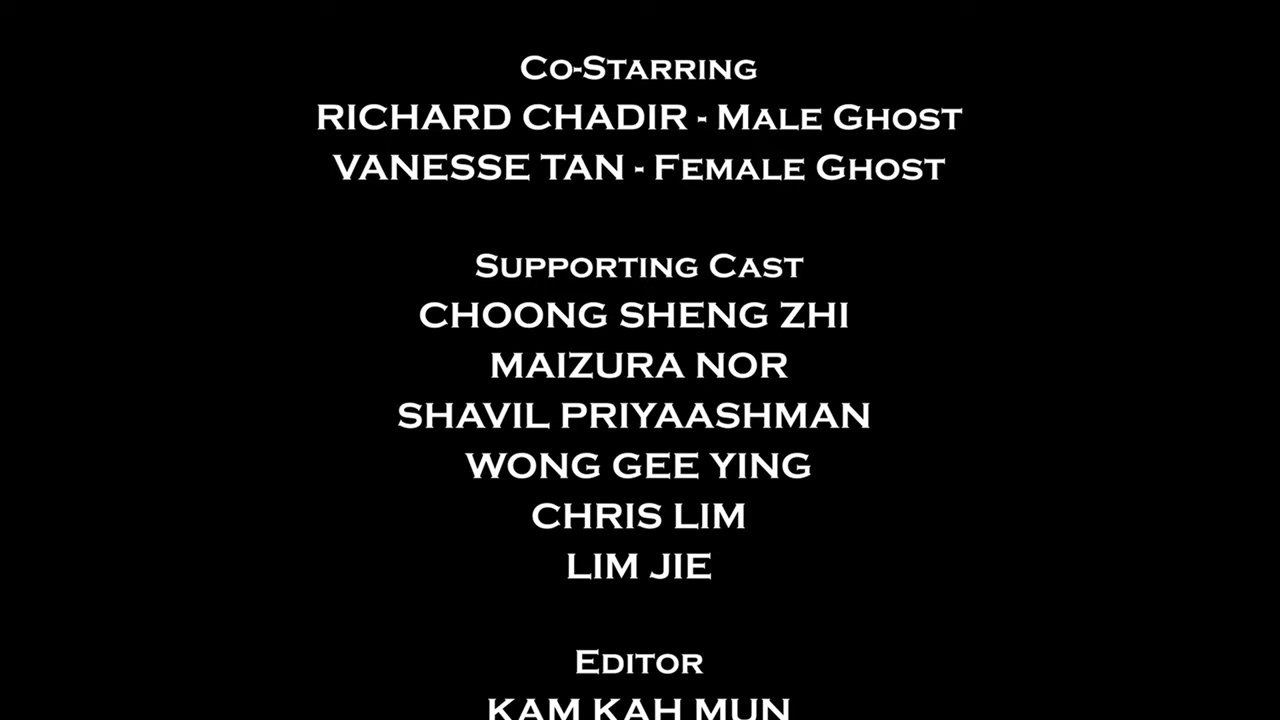 Co-Starring
RICHARD CHADIR - Male Ghost
VANESSE TAN - Female Ghost
Supporting Cast
CHOONG SHENG ZHI
MAIZURA NOR
SHAVIL PRIYAASHMAN
WONG GEE YING
CHRIS LIM
LIM JIE
Editor
KAM KAH MUN